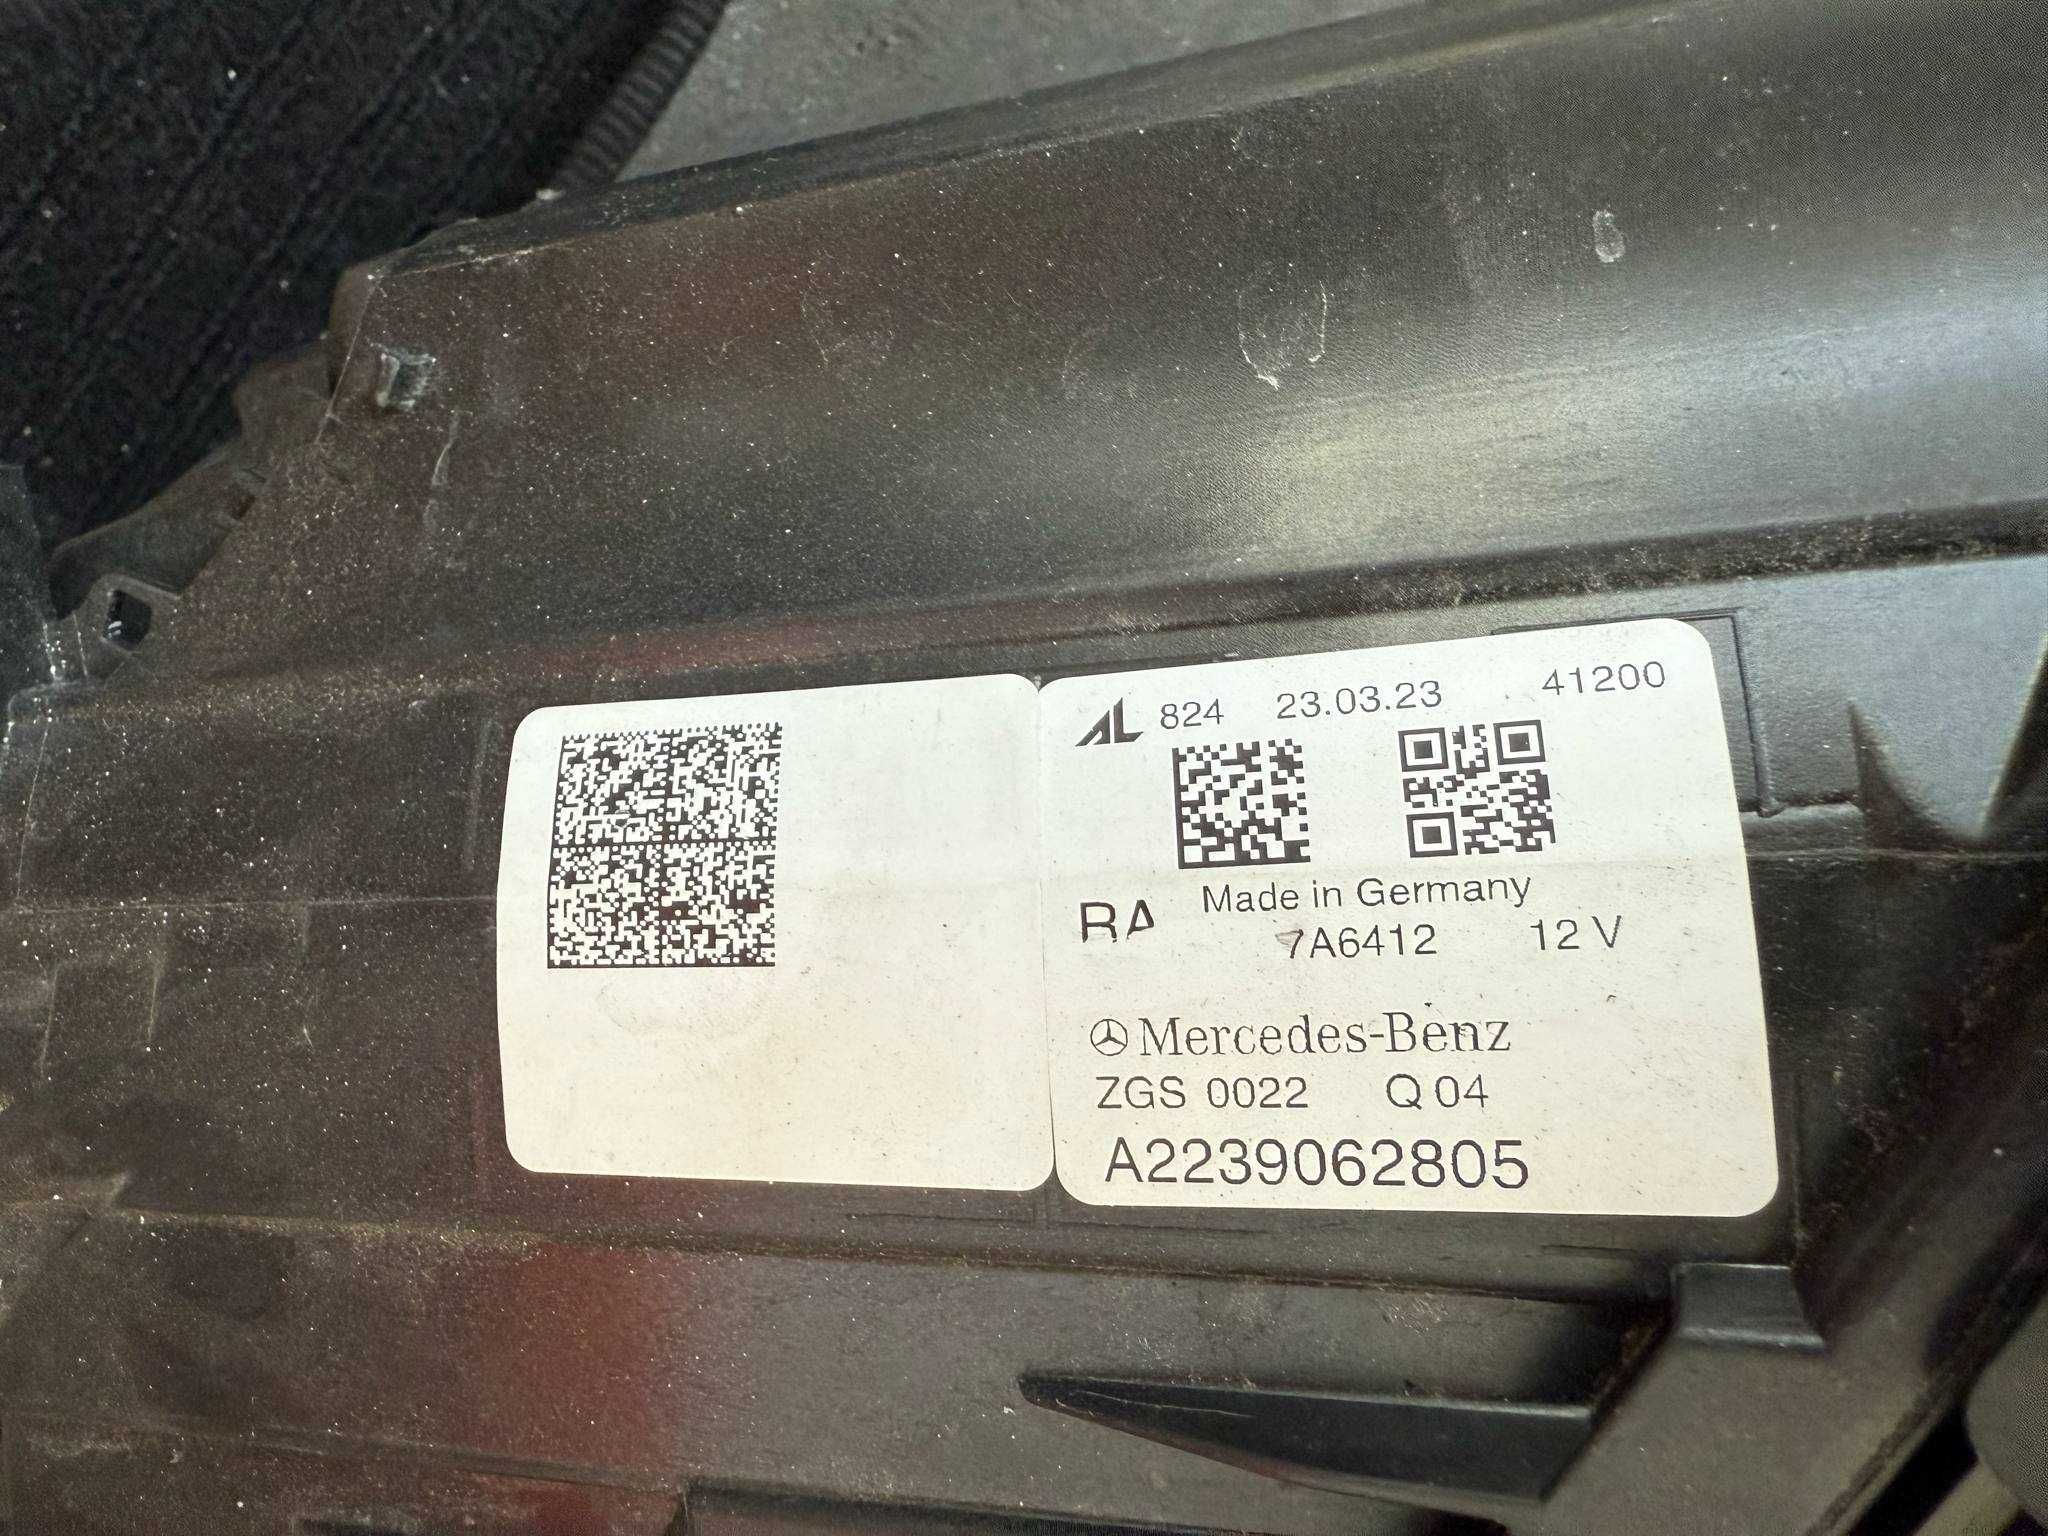 AL 824 23.03.23 41200
Made in Germany
RA 7A6412 12 V
Mercedes-Benz
ZGS 0022 Q 04
A2239062805